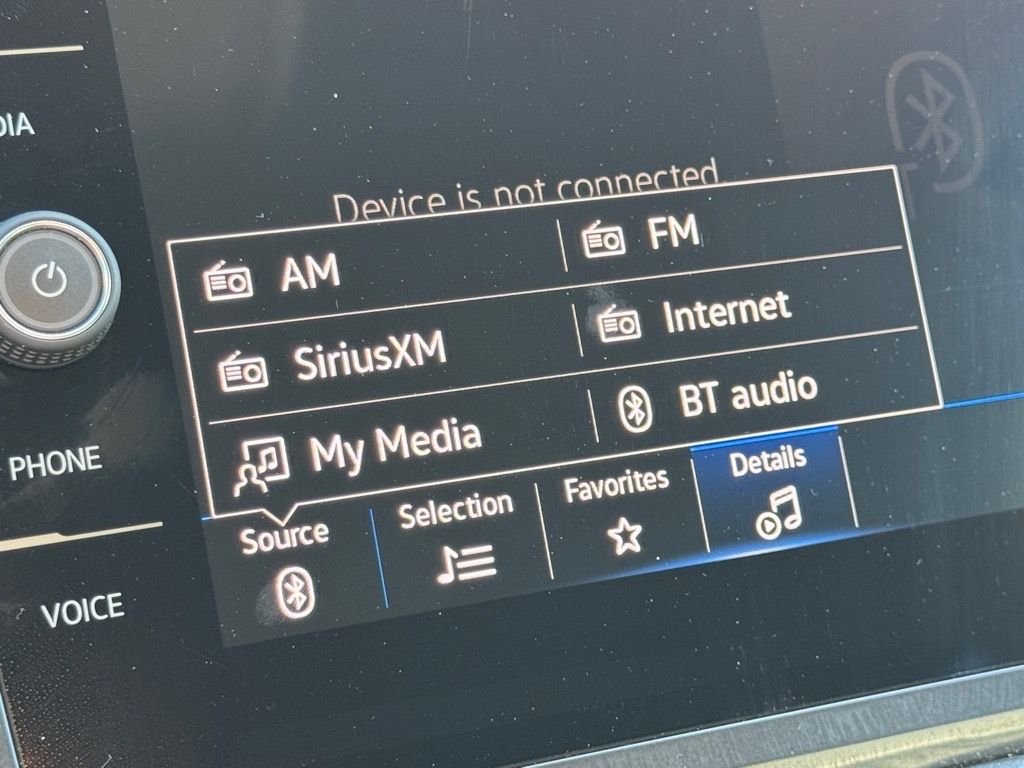 DIA
Device is not connected
AM
FM
SiriusXM
Internet
My Media
BT audio
PHONE
Source
Selection
Favorites
Details
VOICE